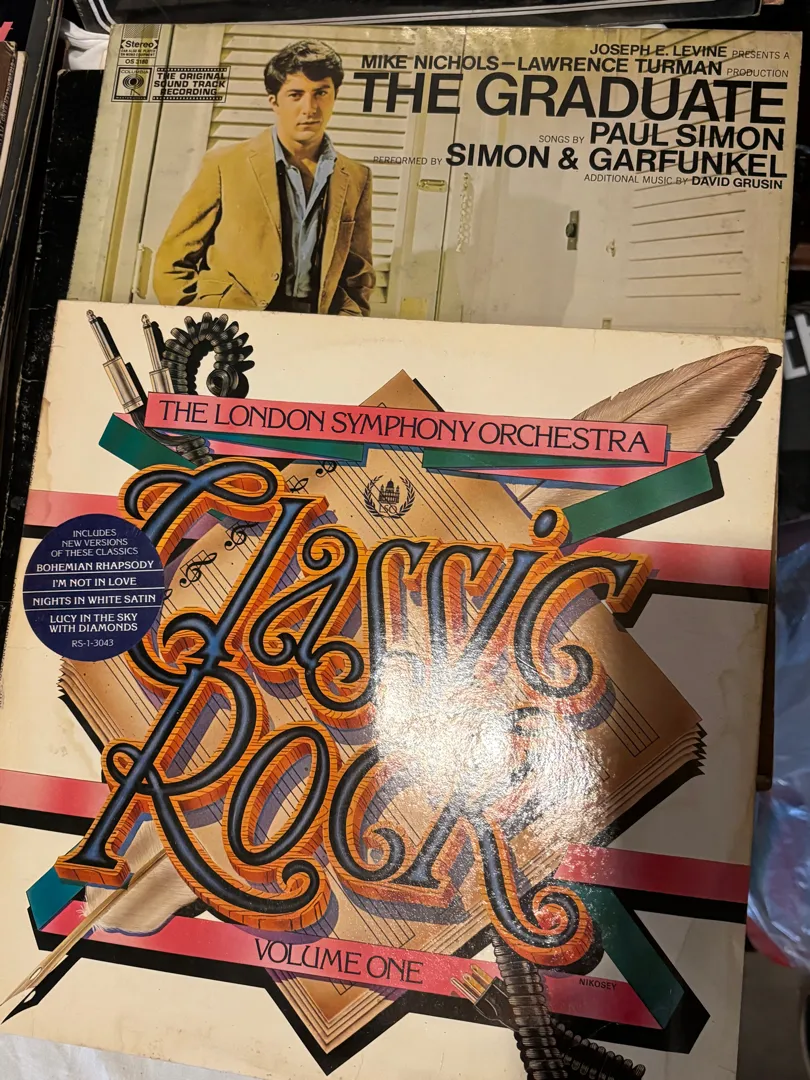 Stereo
OS 3180
COLUMBIA
THE ORIGINAL
SOUND TRACK
RECORDING
JOSEPH E. LEVINE PRESENTS A
MIKE NICHOLS–LAWRENCE TURMAN PRODUCTION
THE GRADUATE
SONGS BY PAUL SIMON
PERFORMED BY SIMON & GARFUNKEL
ADDITIONAL MUSIC BY DAVID GRUSIN
THE LONDON SYMPHONY ORCHESTRA
LSO
Classic
Rock
INCLUDES
NEW VERSIONS
OF THESE CLASSICS
BOHEMIAN RHAPSODY
I'M NOT IN LOVE
NIGHTS IN WHITE SATIN
LUCY IN THE SKY
WITH DIAMONDS
RS-1-3043
VOLUME ONE
NIKOSEY